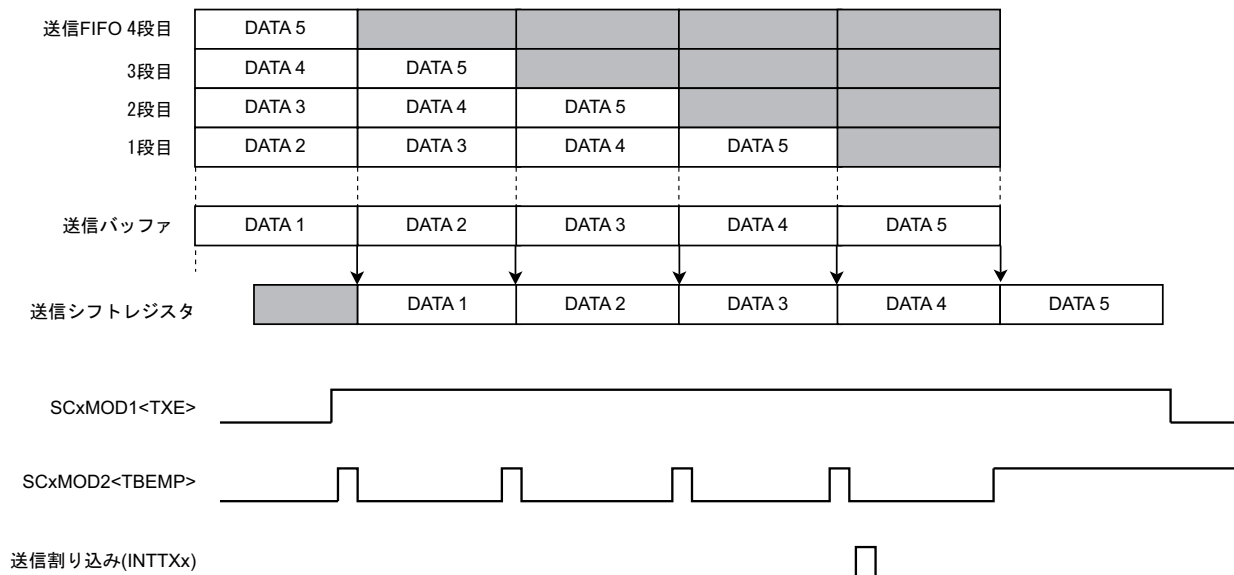 送信FIFO 4段目 DATA 5
3段目 DATA 4 DATA 5
2段目 DATA 3 DATA 4 DATA 5
1段目 DATA 2 DATA 3 DATA 4 DATA 5
送信バッファ DATA 1 DATA 2 DATA 3 DATA 4 DATA 5
送信シフトレジスタ DATA 1 DATA 2 DATA 3 DATA 4 DATA 5
SCxMOD1<TXE>
SCxMOD2<TBEMP>
送信割り込み(INTTXx)